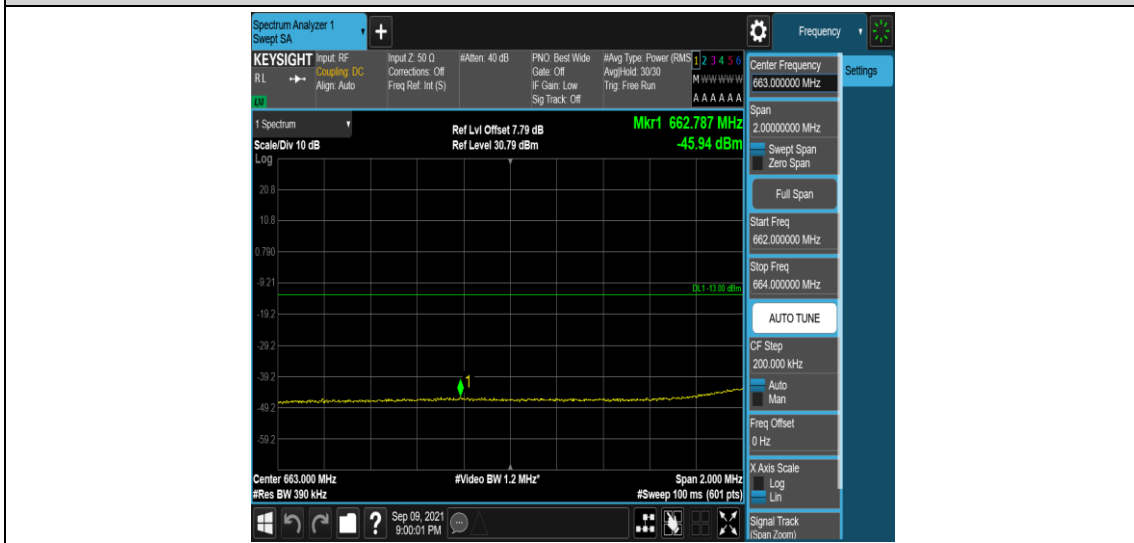 Spectrum Analyzer 1
Swept SA
+
Frequency
KEYSIGHT
RL
LXI
Input: RF
Coupling: DC
Align: Auto
Input Z: 50 Ω
Corrections: Off
Freq Ref: Int (S)
#Atten: 40 dB
PNO: Best Wide
Gate: Off
IF Gain: Low
Sig Track: Off
#Avg Type: Power (RMS
Avg|Hold: 30/30
Trig: Free Run
1 2 3 4 5 6
M W W W W W
A A A A A A
1 Spectrum
Scale/Div 10 dB
Log
Ref Lvl Offset 7.79 dB
Ref Level 30.79 dBm
Mkr1 662.787 MHz
-45.94 dBm
20.8
10.8
0.790
-9.21
DL1 -13.00 dBm
-19.2
-29.2
-39.2
1
-49.2
-59.2
Center 663.000 MHz
#Res BW 390 kHz
#Video BW 1.2 MHz*
Span 2.000 MHz
#Sweep 100 ms (601 pts)
?
Sep 09, 2021
9:00:01 PM
Center Frequency
663.000000 MHz
Settings
Span
2.00000000 MHz
Swept Span
Zero Span
Full Span
Start Freq
662.000000 MHz
Stop Freq
664.000000 MHz
AUTO TUNE
CF Step
200.000 kHz
Auto
Man
Freq Offset
0 Hz
X Axis Scale
Log
Lin
Signal Track
(Span Zoom)